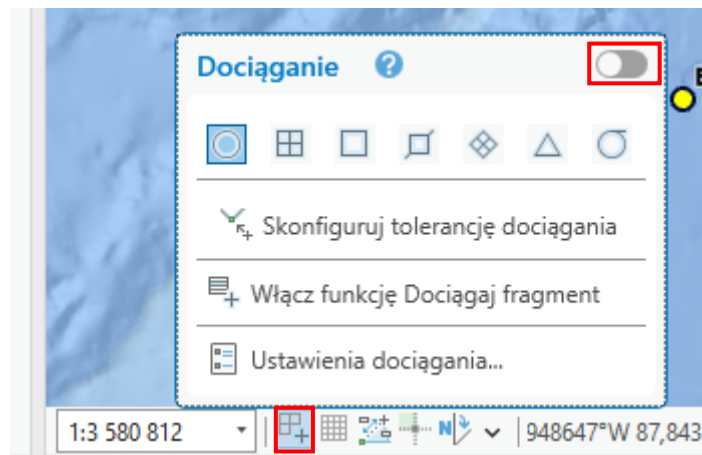 Dociąganie
Skonfiguruj tolerancję dociągania
Włącz funkcję Dociągaj fragment
Ustawienia dociągania...
1:3 580 812 N 948647°W 87,843